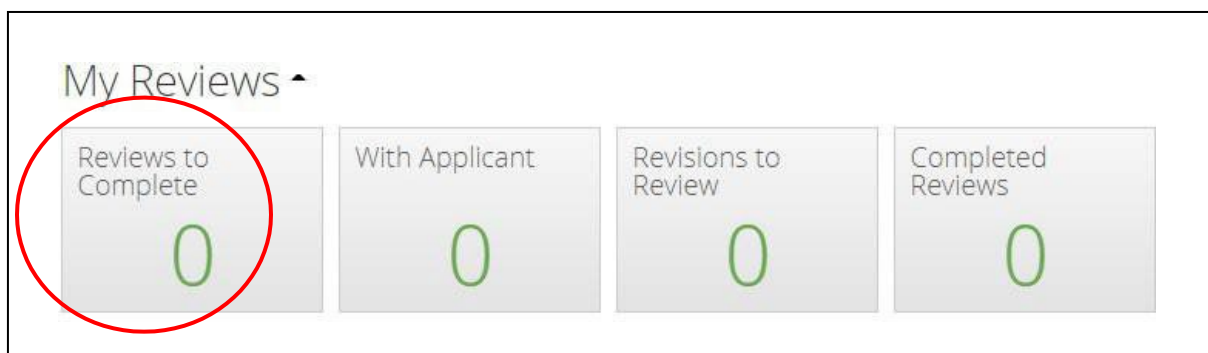 My Reviews
Reviews to
Complete
0
With Applicant
0
Revisions to
Review
0
Completed
Reviews
0